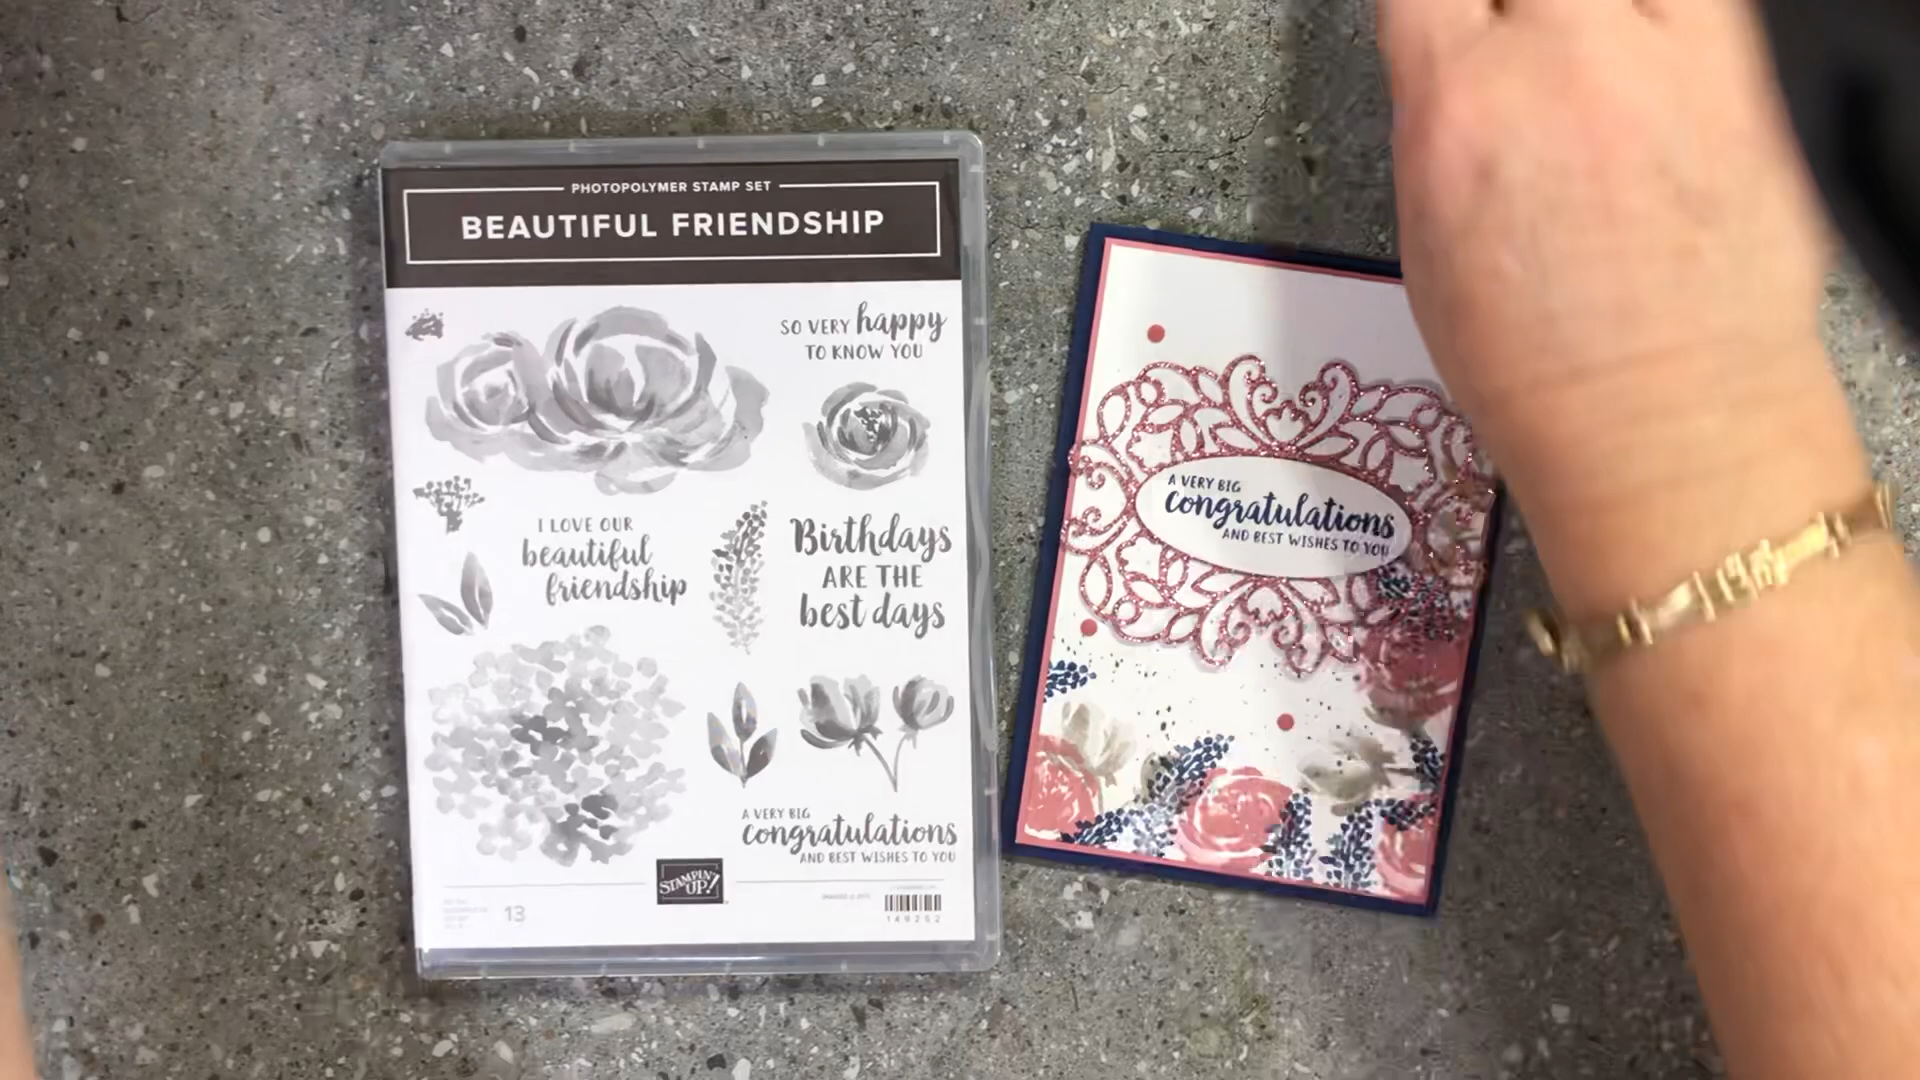 PHOTOPOLYMER STAMP SET
BEAUTIFUL FRIENDSHIP
SO VERY happy
TO KNOW YOU
I LOVE OUR
beautiful
friendship
Birthdays
ARE THE
best days
A VERY BIG
congratulations
AND BEST WISHES TO YOU
STAMPIN'
UP!
13
149252
A VERY BIG
congratulations
AND BEST WISHES TO YOU